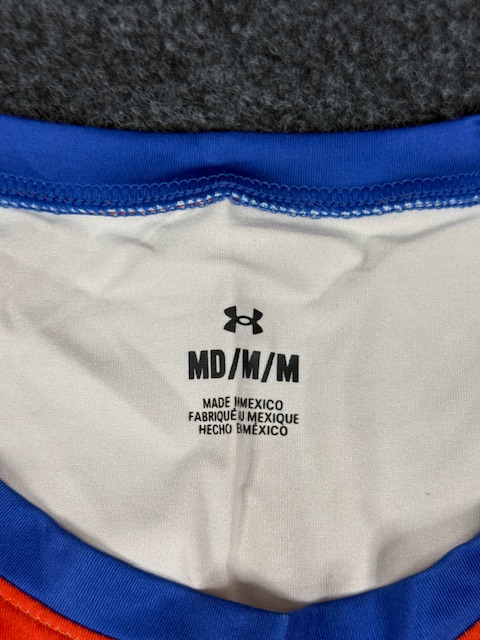 MD/M/M
MADE IN MEXICO
FABRIQUÉ AU MEXIQUE
HECHO EN MÉXICO